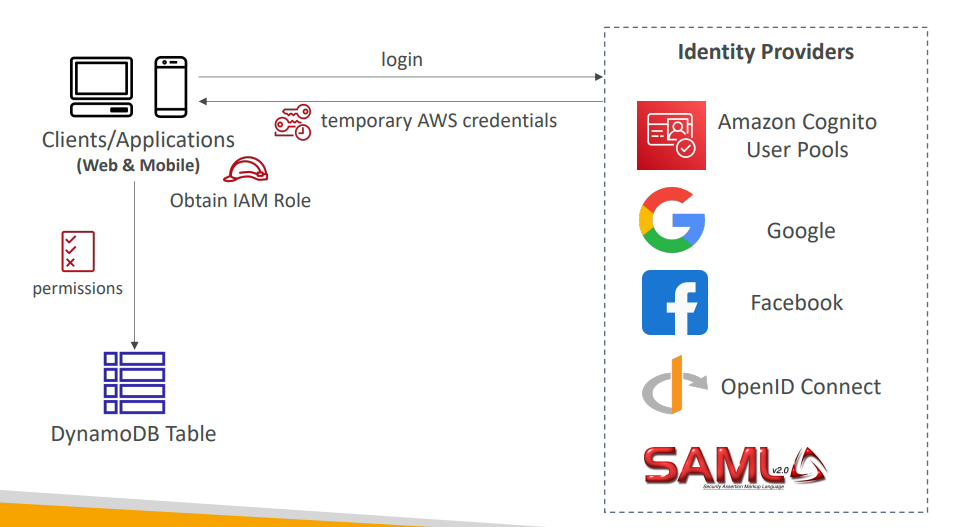 login
Identity Providers
temporary AWS credentials
Amazon Cognito
User Pools
Clients/Applications
(Web & Mobile)
Obtain IAM Role
Google
permissions
Facebook
OpenID Connect
DynamoDB Table
SAML v2.0
Security Assertion Markup Language